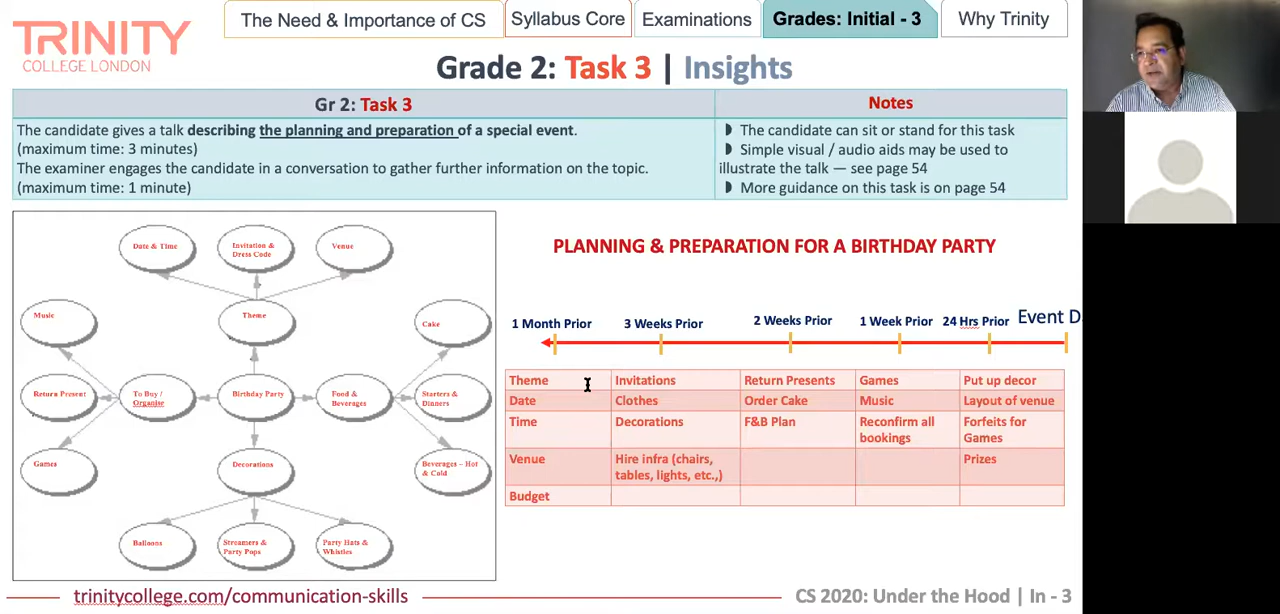 TRINITY
COLLEGE LONDON
The Need & Importance of CS
Syllabus Core
Examinations
Grades: Initial - 3
Why Trinity
Grade 2: Task 3 | Insights
Gr 2: Task 3
The candidate gives a talk describing the planning and preparation of a special event.
(maximum time: 3 minutes)
The examiner engages the candidate in a conversation to gather further information on the topic.
(maximum time: 1 minute)
Notes
The candidate can sit or stand for this task
Simple visual / audio aids may be used to
illustrate the talk — see page 54
More guidance on this task is on page 54
Date & Time
Invitation &
Dress Code
Venue
Music
Theme
Cake
Return Present
To Buy /
Organise
Birthday Party
Food &
Beverages
Starters &
Dinners
Games
Decorations
Beverages – Hot
& Cold
Balloons
Streamers &
Party Pops
Party Hats &
Whistles
PLANNING & PREPARATION FOR A BIRTHDAY PARTY
1 Month Prior
3 Weeks Prior
2 Weeks Prior
1 Week Prior
24 Hrs Prior
Event D
Theme
Invitations
Return Presents
Games
Put up decor
Date
Clothes
Order Cake
Music
Layout of venue
Time
Decorations
F&B Plan
Reconfirm all
bookings
Forfeits for
Games
Venue
Hire infra (chairs,
tables, lights, etc.,)
Prizes
Budget
trinitycollege.com/communication-skills
CS 2020: Under the Hood | In - 3